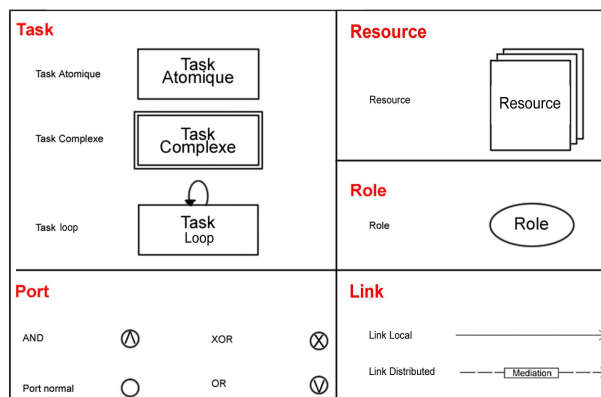 Task
Task Atomique
Task
Atomique
Task Complexe
Task
Complexe
Task loop
Task
Loop
Resource
Resource
Resource
Role
Role
Role
Port
AND
XOR
Port normal
OR
Link
Link Local
Link Distributed
Mediation